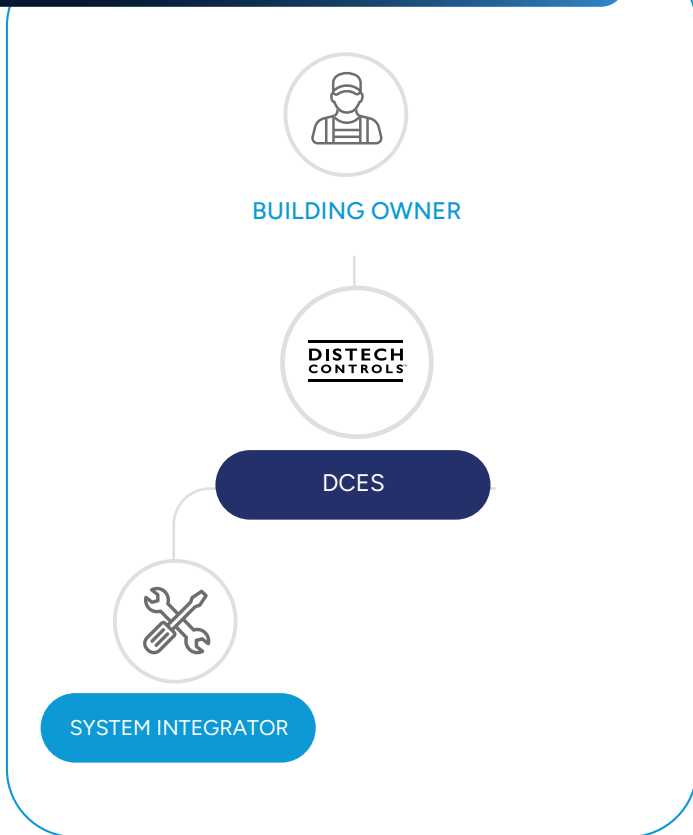 BUILDING OWNER
DISTECH
CONTROLS
DCES
SYSTEM INTEGRATOR